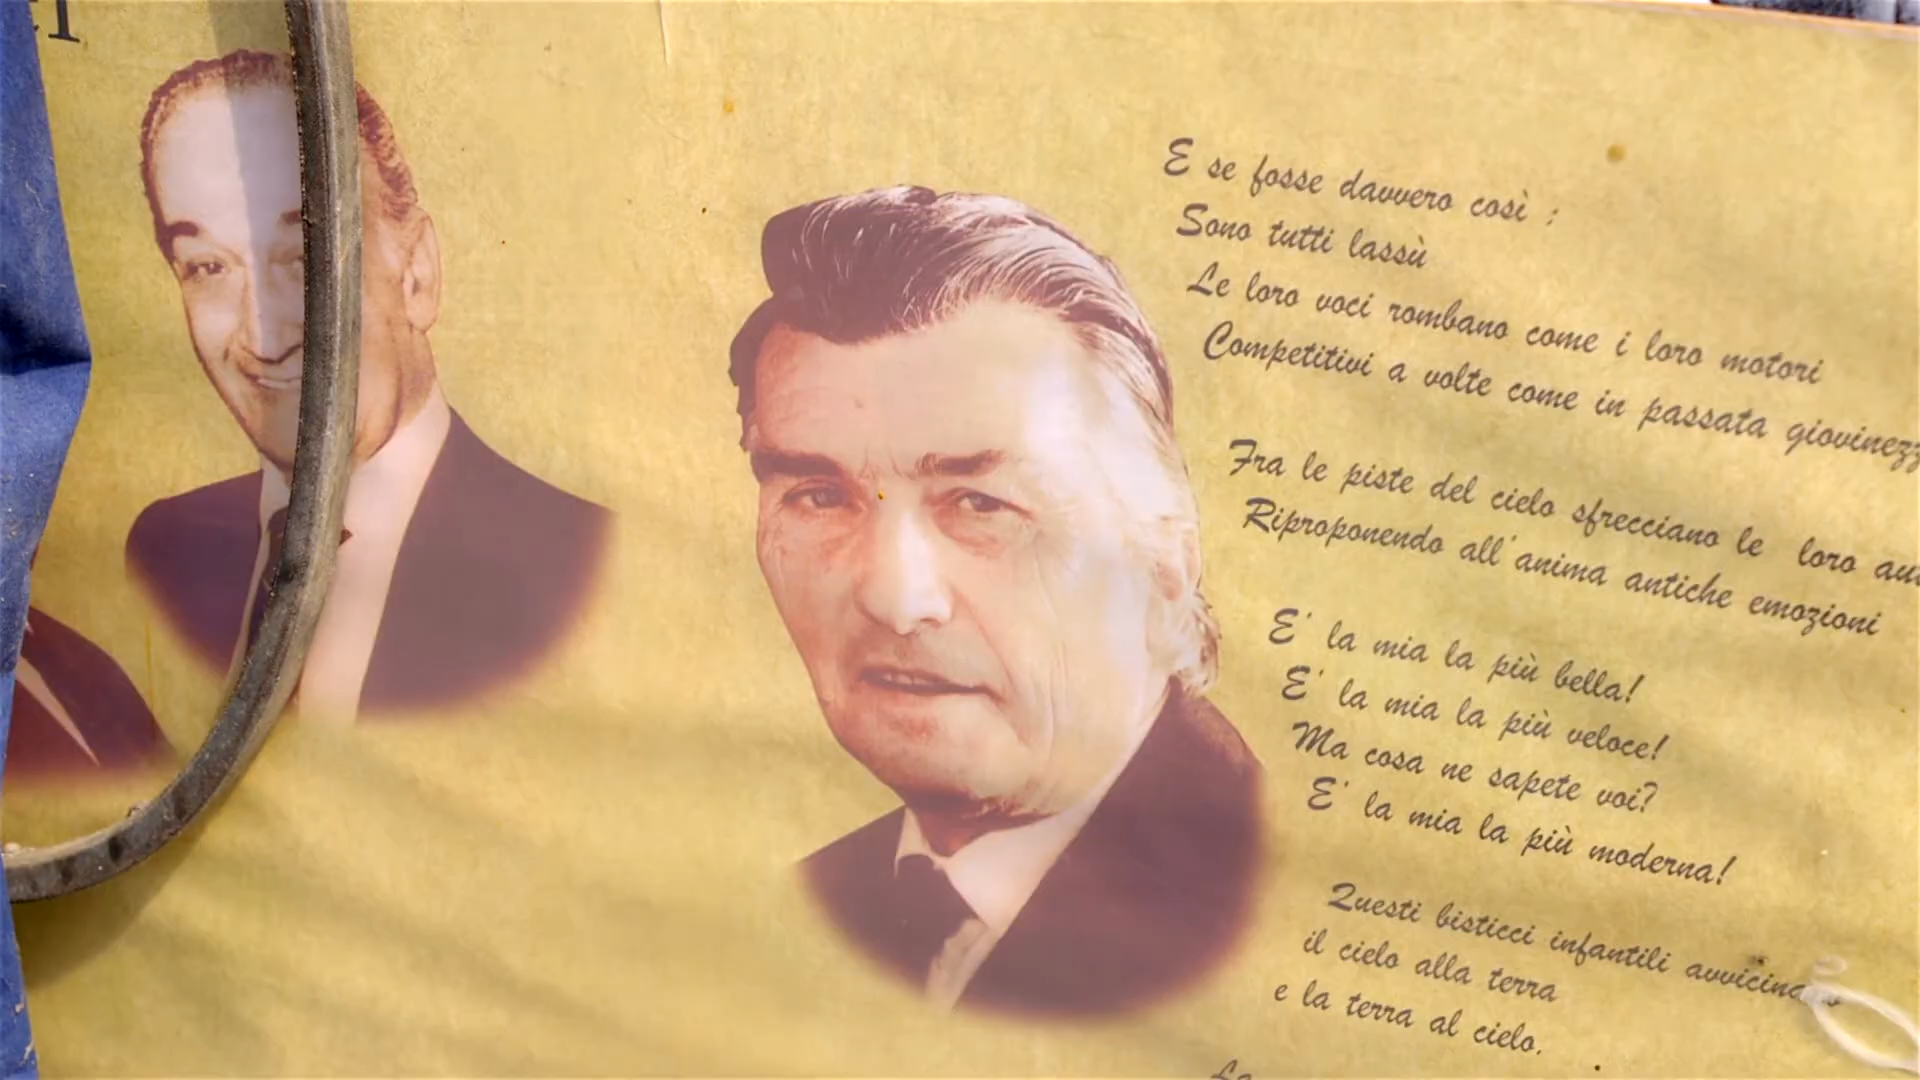 E se fosse davvero così :
Sono tutti lassù
Le loro voci rombano come i loro motori
Competitivi a volte come in passata
Fra le piste del cielo sfrecciano le loro
Riproponendo all'anima antiche emozioni
E' la mia la più bella!
E' la mia la più veloce!
Ma cosa ne sapete voi?
E' la mia la più moderna!
Questi bisticci infantili
il cielo alla terra
e la terra al cielo.